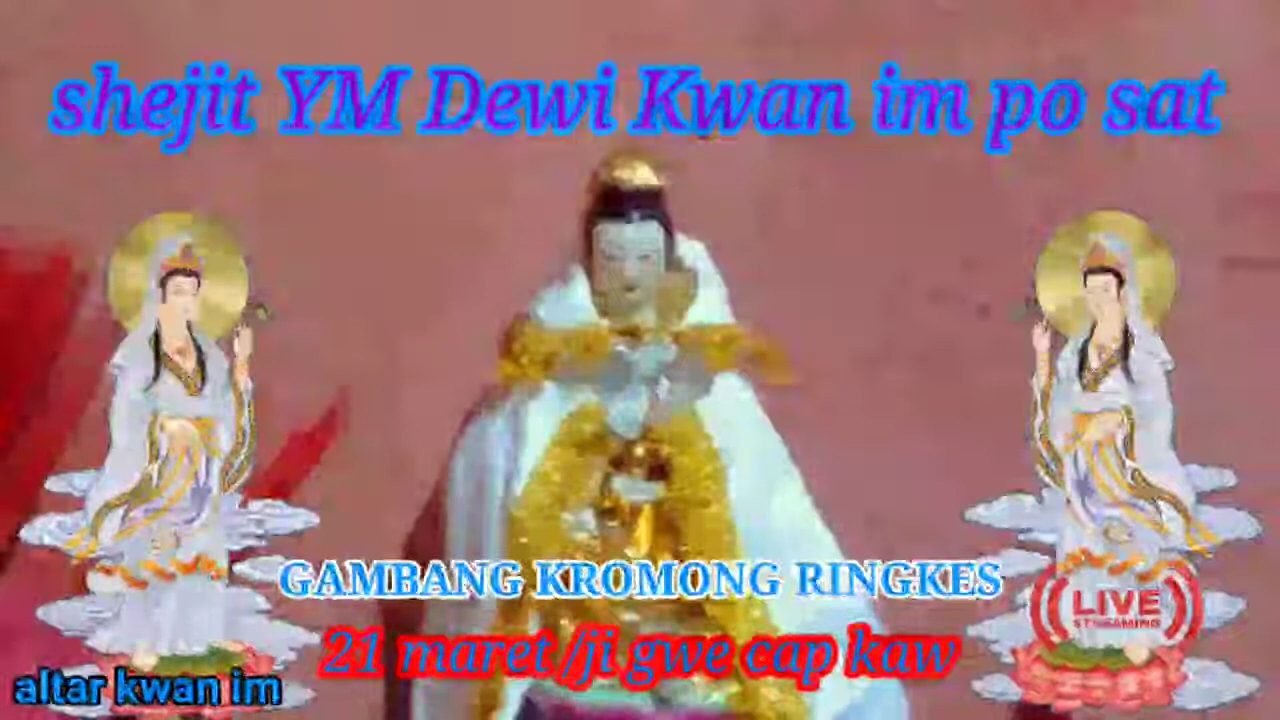 shejit YM Dewi Kwan im po sat
GAMBANG KROMONG RINGKES
LIVE
STREAMING
21 maret /ji gwe cap kaw
altar kwan im